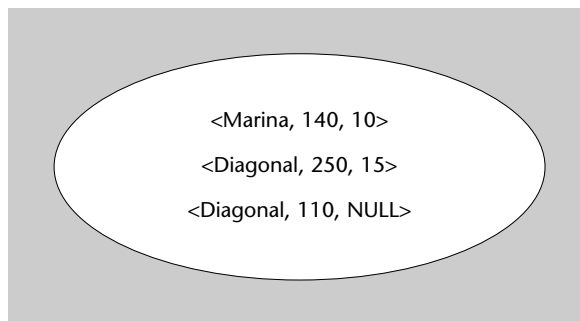 <Marina, 140, 10>
<Diagonal, 250, 15>
<Diagonal, 110, NULL>